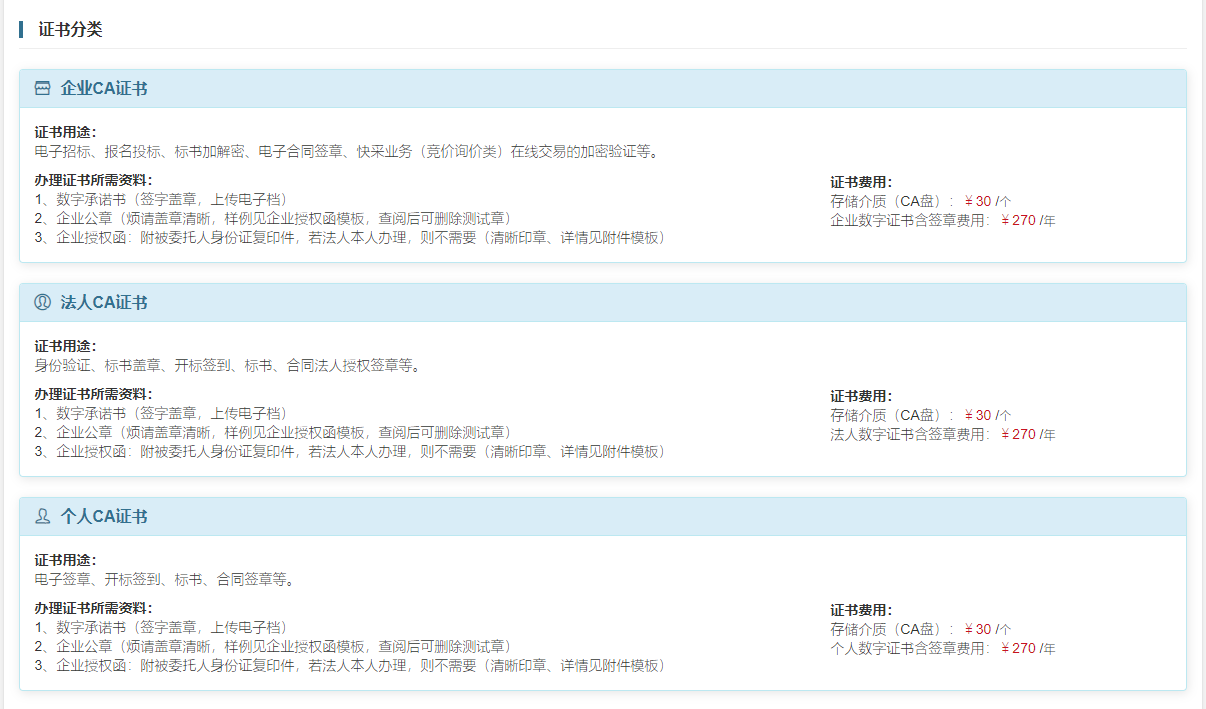 证书分类
企业CA证书
证书用途：
电子招标、报名投标、标书加解密、电子合同签章、快采业务（竞价询价类）在线交易的加密验证等。
办理证书所需资料：
1、数字承诺书（签字盖章，上传电子档）
2、企业公章（烦请盖章清晰，样例见企业授权函模板，查阅后可删除测试章）
3、企业授权函：附被委托人身份证复印件，若法人本人办理，则不需要（清晰印章、详情见附件模板）
证书费用：
存储介质（CA盘）：￥30 /个
企业数字证书含签章费用：￥270 /年
法人CA证书
证书用途：
身份验证、标书盖章、开标签到、标书、合同法人授权签章等。
办理证书所需资料：
1、数字承诺书（签字盖章，上传电子档）
2、企业公章（烦请盖章清晰，样例见企业授权函模板，查阅后可删除测试章）
3、企业授权函：附被委托人身份证复印件，若法人本人办理，则不需要（清晰印章、详情见附件模板）
证书费用：
存储介质（CA盘）：￥30 /个
法人数字证书含签章费用：￥270 /年
个人CA证书
证书用途：
电子签章、开标签到、标书、合同签章等。
办理证书所需资料：
1、数字承诺书（签字盖章，上传电子档）
2、企业公章（烦请盖章清晰，样例见企业授权函模板，查阅后可删除测试章）
3、企业授权函：附被委托人身份证复印件，若法人本人办理，则不需要（清晰印章、详情见附件模板）
证书费用：
存储介质（CA盘）：￥30 /个
个人数字证书含签章费用：￥270 /年